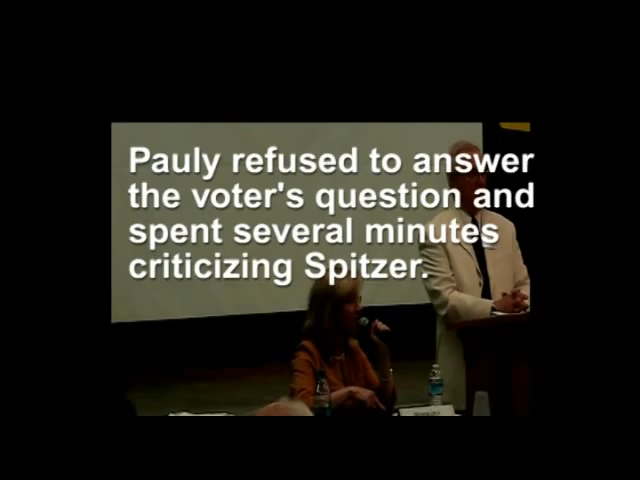 Pauly refused to answer
the voter's question and
spent several minutes
criticizing Spitzer.